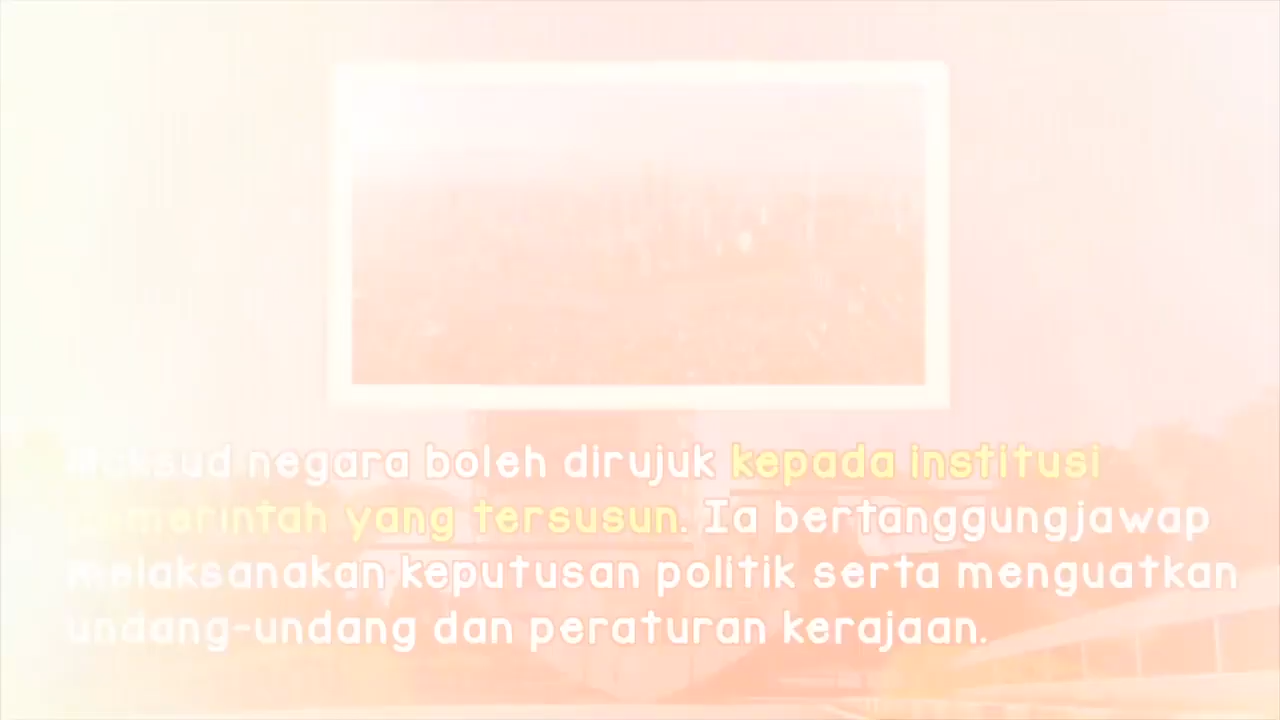 Maksud negara boleh dirujuk kepada institusi
pemerintah yang tersusun. Ia bertanggungjawap
melaksanakan keputusan politik serta menguatkan
undang-undang dan peraturan kerajaan.